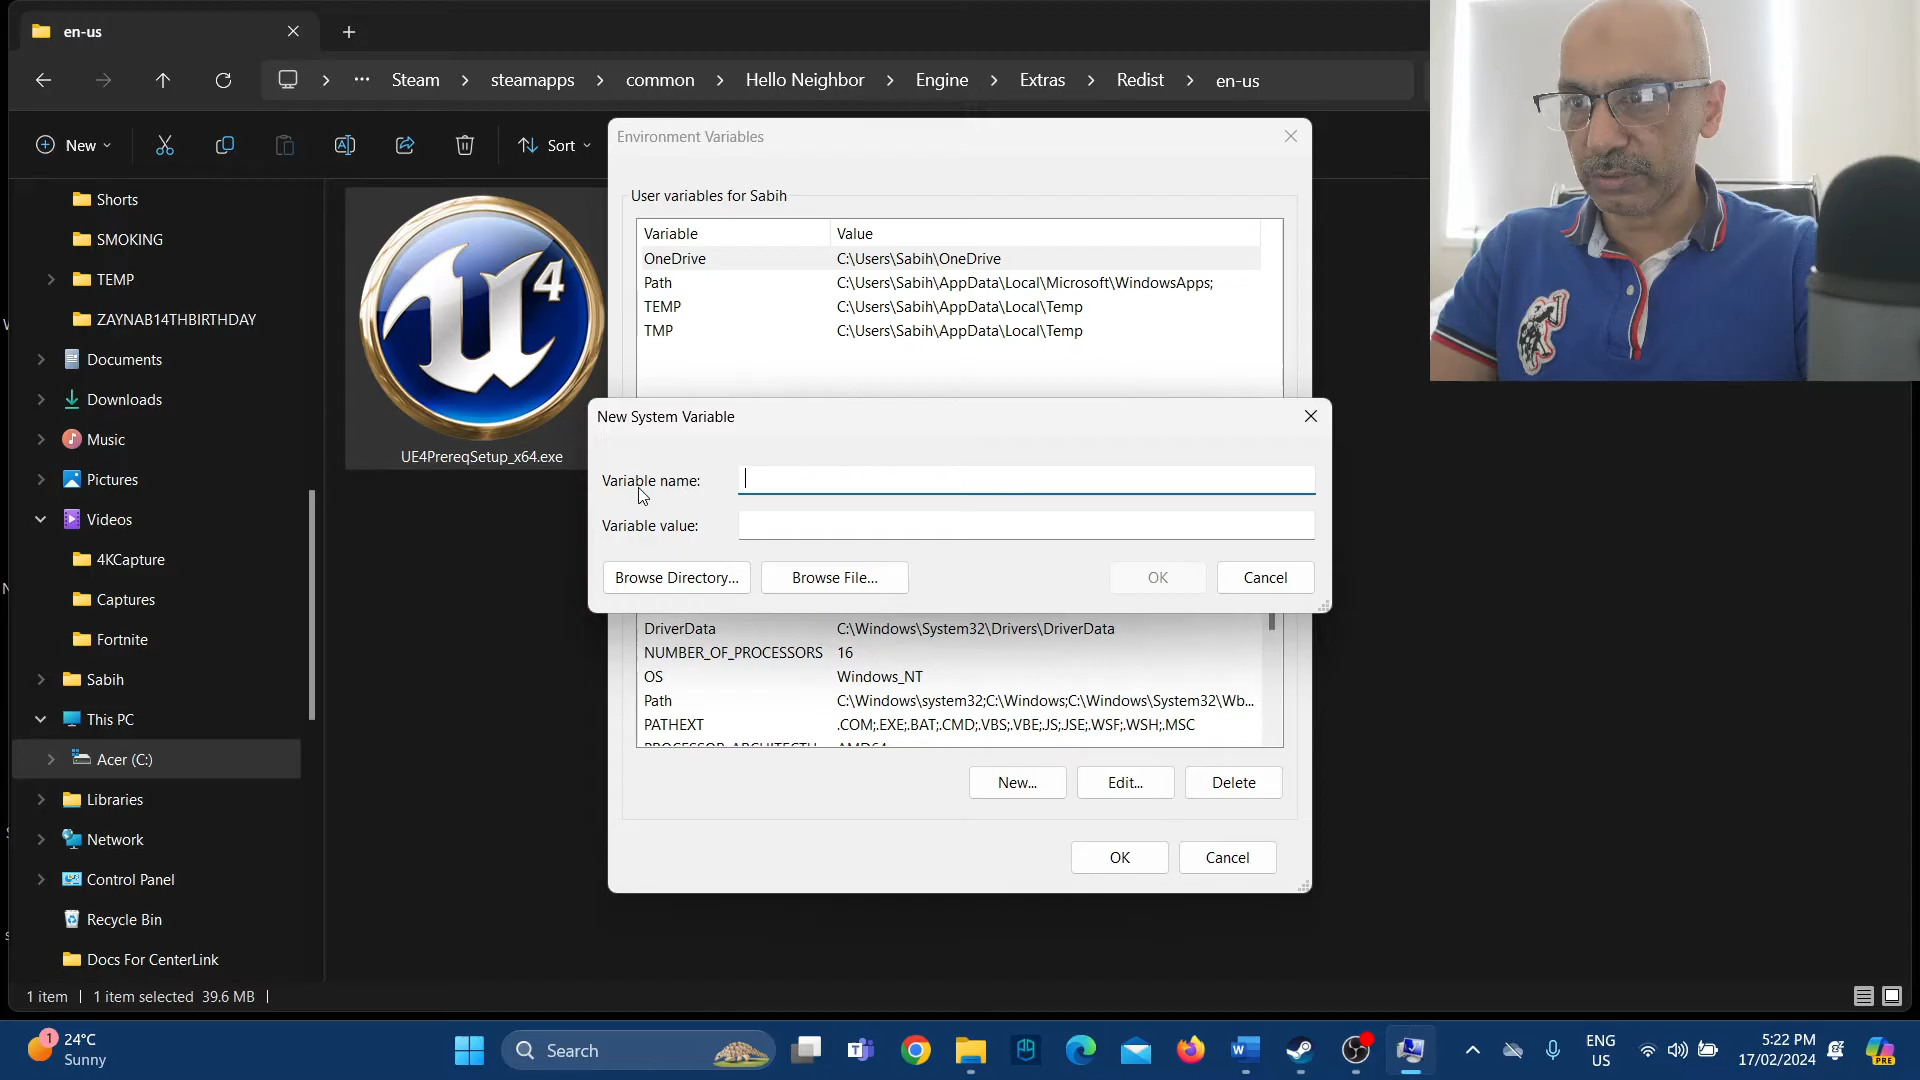 en-us
Steam
steamapps
common
Hello Neighbor
Engine
Extras
Redist
en-us
New
Sort
Environment Variables
Shorts
SMOKING
TEMP
ZAYNAB14THBIRTHDAY
Documents
Downloads
Music
Pictures
Videos
4KCapture
Captures
Fortnite
Sabih
This PC
Acer (C:)
Libraries
Network
Control Panel
Recycle Bin
Docs For CenterLink
4
UE4PrereqSetup_x64.exe
User variables for Sabih
Variable Value
OneDrive C:\Users\Sabih\OneDrive
Path C:\Users\Sabih\AppData\Local\Microsoft\WindowsApps;
TEMP C:\Users\Sabih\AppData\Local\Temp
TMP C:\Users\Sabih\AppData\Local\Temp
New System Variable
Variable name:
Variable value:
Browse Directory... Browse File... OK Cancel
DriverData C:\Windows\System32\Drivers\DriverData
NUMBER_OF_PROCESSORS 16
OS Windows_NT
Path C:\Windows\system32;C:\Windows;C:\Windows\System32\Wb...
PATHEXT .COM;.EXE;.BAT;.CMD;.VBS;.VBE;.JS;.JSE;.WSF;.WSH;.MSC
New... Edit... Delete
OK Cancel
1 item 1 item selected 39.6 MB
1
24°C
Sunny
Search
ENG
US
5:22 PM
17/02/2024
PRE